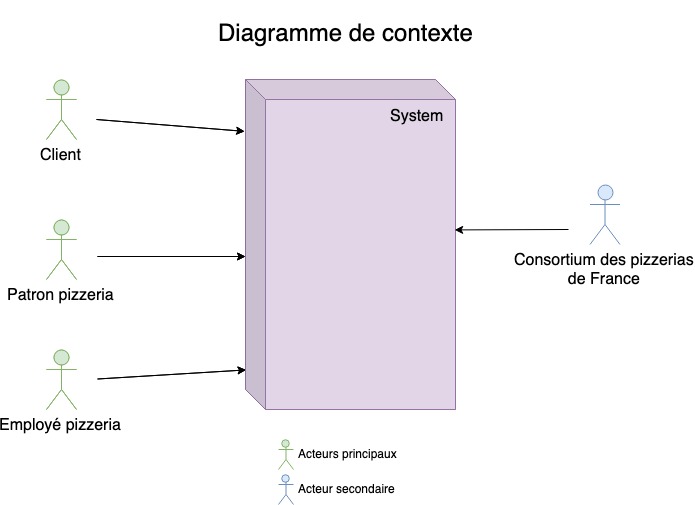 Diagramme de contexte
System
Client
Patron pizzeria
Consortium des pizzerias
de France
Employé pizzeria
Acteurs principaux
Acteur secondaire